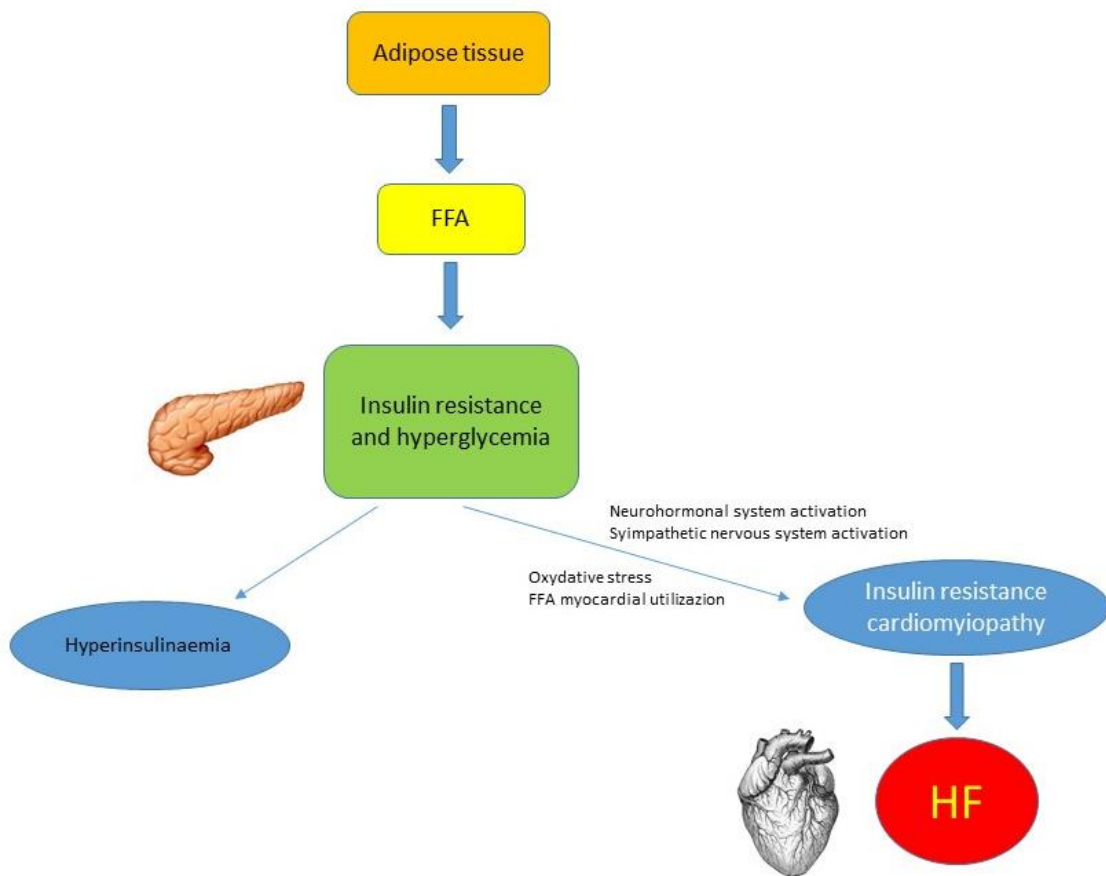 Adipose tissue
FFA
Insulin resistance
and hyperglycemia
Neurohormonal system activation
Syimpathetic nervous system activation
Oxydative stress
FFA myocardial utilizazion
Hyperinsulinaemia
Insulin resistance
cardiomyiopathy
HF